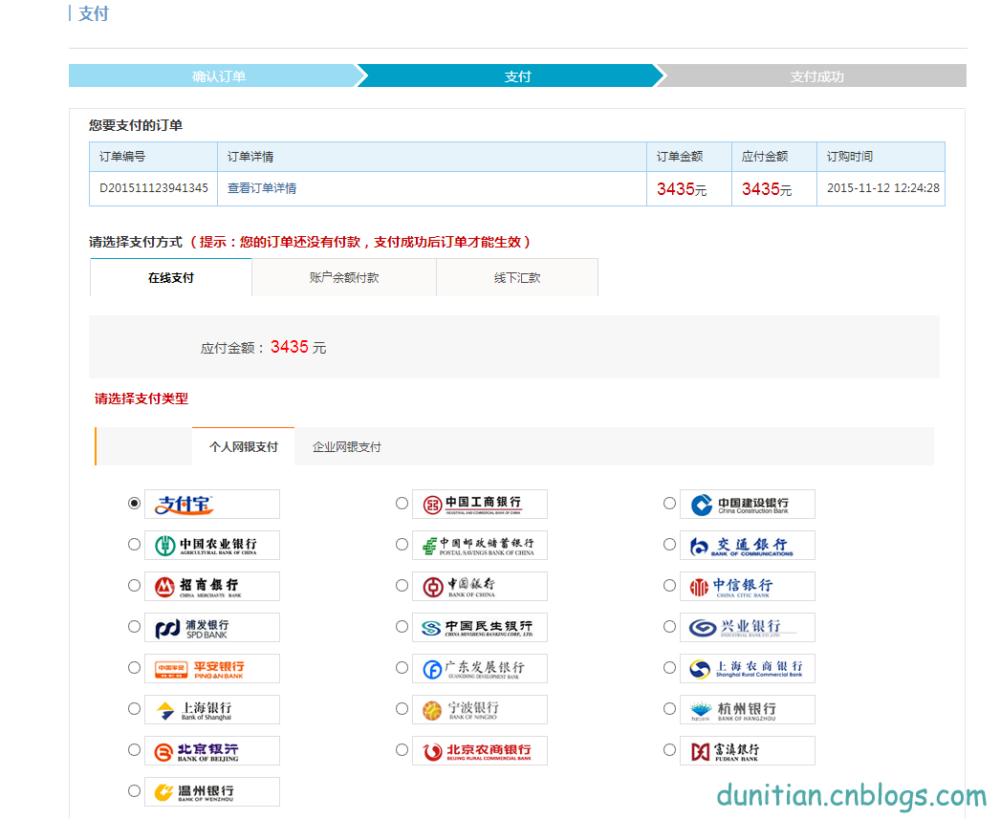 支付
确认订单 支付 支付成功
您要支付的订单
订单编号 订单详情 订单金额 应付金额 订购时间
D201511123941345 查看订单详情 3435元 3435元 2015-11-12 12:24:28
请选择支付方式（提示：您的订单还没有付款，支付成功后订单才能生效）
在线支付 账户余额付款 线下汇款
应付金额：3435 元
请选择支付类型
个人网银支付 企业网银支付
支付宝 中国工商银行 INDUSTRIAL AND COMMERCIAL BANK OF CHINA 中国建设银行 China Construction Bank
中国农业银行 AGRICULTURAL BANK OF CHINA 中国邮政储蓄银行 POSTAL SAVINGS BANK OF CHINA 交通银行 BANK OF COMMUNICATIONS
招商银行 CHINA MERCHANTS BANK 中国银行 BANK OF CHINA 中信银行 CHINA CITIC BANK
浦发银行 SPD BANK 中国民生银行 CHINA MINSHENG BANKING CORP., LTD. 兴业银行 INDUSTRIAL BANK CO.,LTD.
中国平安 平安银行 PING AN BANK 广东发展银行 GUANGDONG DEVELOPMENT BANK 上海农商银行 Shanghai Rural Commercial Bank
上海银行 Bank of Shanghai 宁波银行 BANK OF NINGBO hzbank 杭州银行 BANK OF HANGZHOU
北京银行 BANK OF BEIJING 北京农商银行 BEIJING RURAL COMMERCIAL BANK 富滇银行 FUDIAN BANK
温州银行 BANK OF WENZHOU
dunitian.cnblogs.com